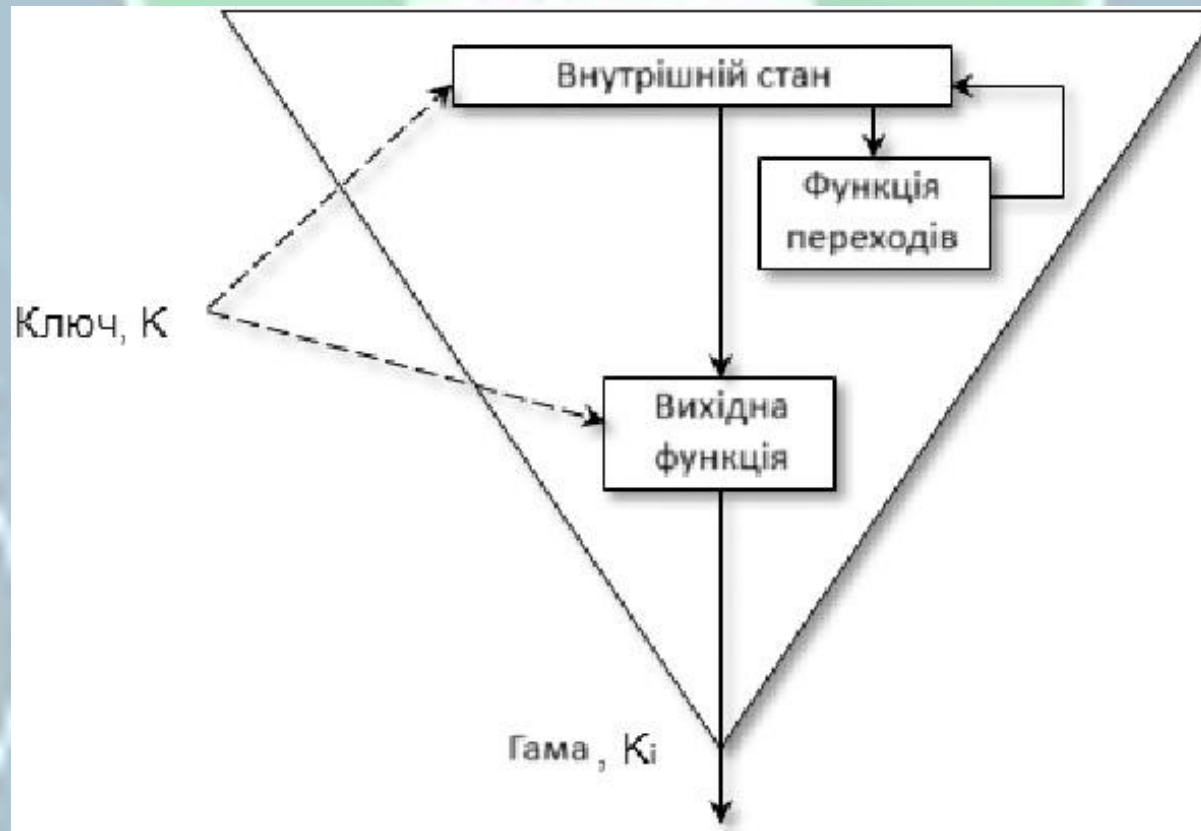 Внутрішній стан
Функція
переходів
Ключ, K
Вихідна
функція
Гама , Ki